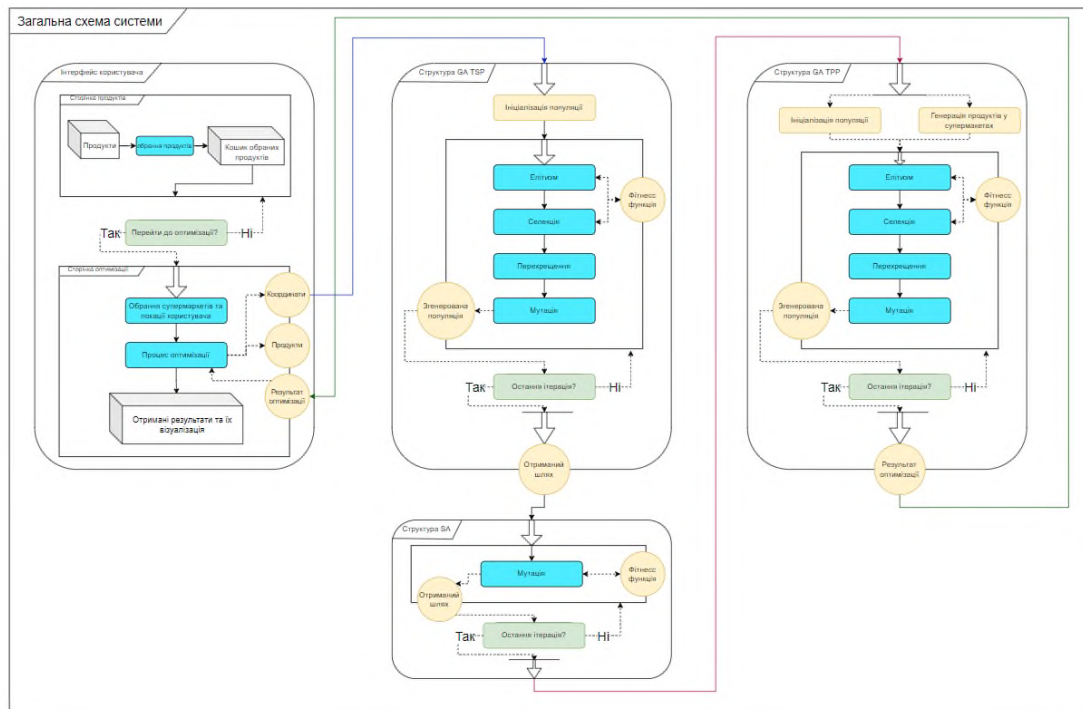 Загальна схема системи
Інтерфейс користувача
Сторінка продуктів
Продукти
обрання продуктів
Кошик обраних
продуктів
Так
Перейти до оптимізації?
Ні
Сторінка оптимізації
Обрання супермаркетів та
локації користувача
Процес оптимізації
Отримані результати та їх
візуалізація
Координати
Продукти
Результат
оптимізації
Структура GA TSP
Ініціалізація популяції
Елітизм
Селекція
Перехрещення
Мутація
Фітнесс
функція
Згенерована
популяція
Так
Остання ітерація?
Ні
Отриманий
шлях
Структура SA
Мутація
Фітнесс
функція
Отриманий
шлях
Так
Остання ітерація?
Ні
Структура GA TPP
Ініціалізація популяції
Генерація продуктів у
супермакетах
Елітизм
Селекція
Перехрещення
Мутація
Фітнесс
функція
Згенерована
популяція
Так
Остання ітерація?
Ні
Результат
оптимізації